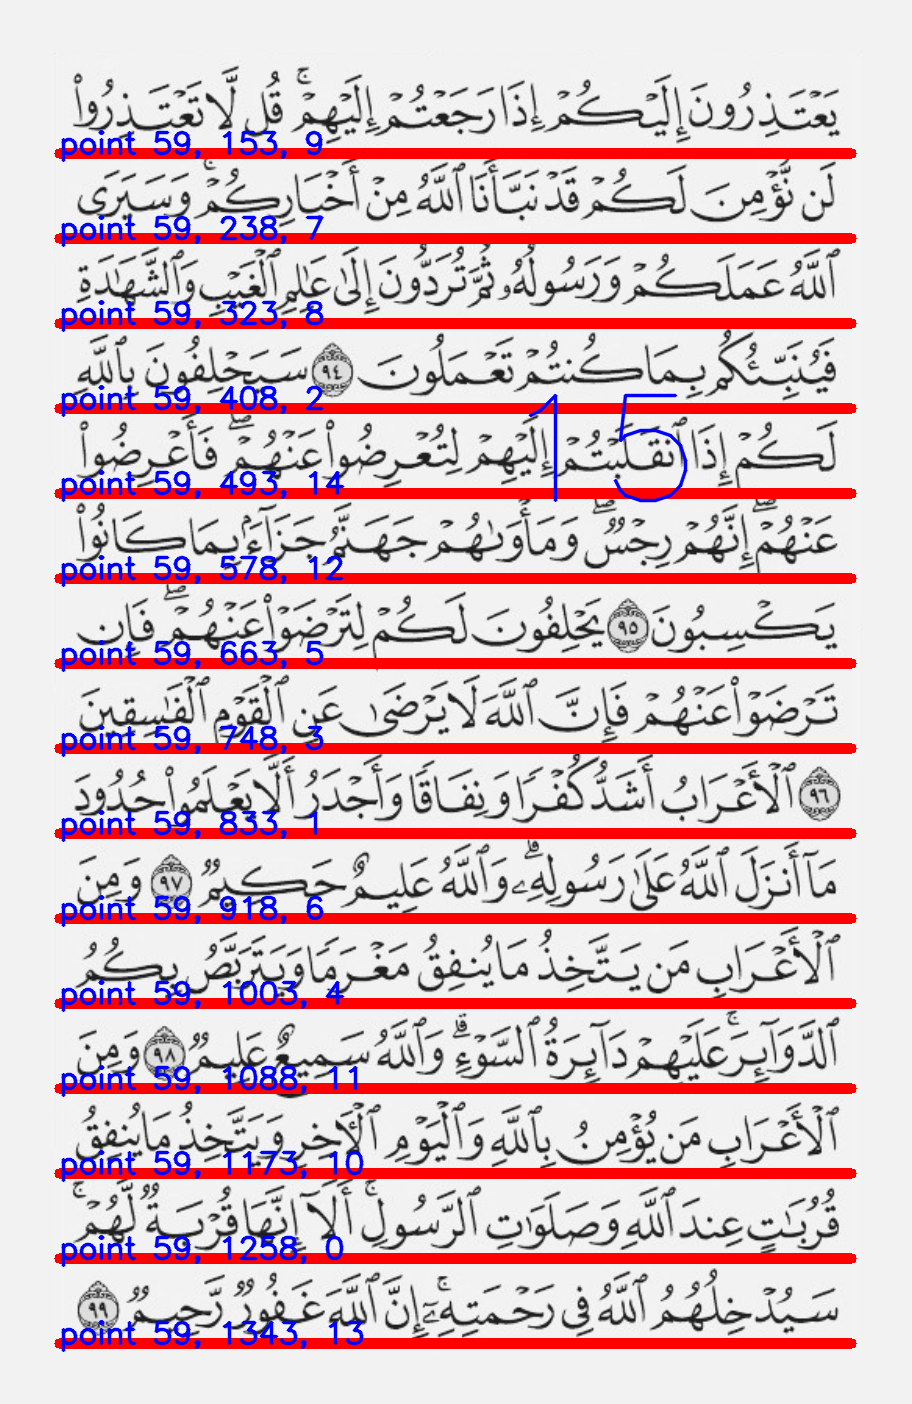 يَعْتَذِرُونَ إِلَيْكُمْ إِذَا رَجَعْتُمْ إِلَيْهِمْ ۚ قُل لَّا تَعْتَذِرُوا۟
point 59, 153, 9
لَن نُّؤْمِنَ لَكُمْ قَدْ نَبَّأَنَا ٱللَّهُ مِنْ أَخْبَارِكُمْ ۚ وَسَيَرَى
point 59, 238, 7
ٱللَّهُ عَمَلَكُمْ وَرَسُولُهُۥ ثُمَّ تُرَدُّونَ إِلَىٰ عَـٰلِمِ ٱلْغَيْبِ وَٱلشَّهَـٰدَةِ
point 59, 323, 8
فَيُنَبِّئُكُم بِمَا كُنتُمْ تَعْمَلُونَ ٩٤ سَيَحْلِفُونَ بِٱللَّهِ
point 59, 408, 2
15
لَكُمْ إِذَا ٱنقَلَبْتُمْ إِلَيْهِمْ لِتُعْرِضُوا۟ عَنْهُمْ ۖ فَأَعْرِضُوا۟
point 59, 493, 14
عَنْهُمْ ۖ إِنَّهُمْ رِجْسٌ ۖ وَمَأْوَىٰهُمْ جَهَنَّمُ جَزَآءًۢ بِمَا كَانُوا۟
point 59, 578, 12
يَكْسِبُونَ ٩٥ يَحْلِفُونَ لَكُمْ لِتَرْضَوْا۟ عَنْهُمْ ۖ فَإِن
point 59, 663, 5
تَرْضَوْا۟ عَنْهُمْ فَإِنَّ ٱللَّهَ لَا يَرْضَىٰ عَنِ ٱلْقَوْمِ ٱلْفَـٰسِقِينَ
point 59, 748, 3
٩٦ ٱلْأَعْرَابُ أَشَدُّ كُفْرًا وَنِفَاقًا وَأَجْدَرُ أَلَّا يَعْلَمُوا۟ حُدُودَ
point 59, 833, 1
مَآ أَنزَلَ ٱللَّهُ عَلَىٰ رَسُولِهِۦ ۗ وَٱللَّهُ عَلِيمٌ حَكِيمٌ ٩٧ وَمِنَ
point 59, 918, 6
ٱلْأَعْرَابِ مَن يَتَّخِذُ مَا يُنفِقُ مَغْرَمًا وَيَتَرَبَّصُ بِكُمُ
point 59, 1003, 4
ٱلدَّوَآئِرَ ۚ عَلَيْهِمْ دَآئِرَةُ ٱلسَّوْءِ ۗ وَٱللَّهُ سَمِيعٌ عَلِيمٌ ٩٨ وَمِنَ
point 59, 1088, 11
ٱلْأَعْرَابِ مَن يُؤْمِنُ بِٱللَّهِ وَٱلْيَوْمِ ٱلْـَٔاخِرِ وَيَتَّخِذُ مَا يُنفِقُ
point 59, 1173, 10
قُرُبَـٰتٍ عِندَ ٱللَّهِ وَصَلَوَٰتِ ٱلرَّسُولِ ۚ أَلَآ إِنَّهَا قُرْبَةٌ لَّهُمْ ۚ
point 59, 1258, 0
سَيُدْخِلُهُمُ ٱللَّهُ فِى رَحْمَتِهِۦٓ ۚ إِنَّ ٱللَّهَ غَفُورٌ رَّحِيمٌ ٩٩
point 59, 1343, 13